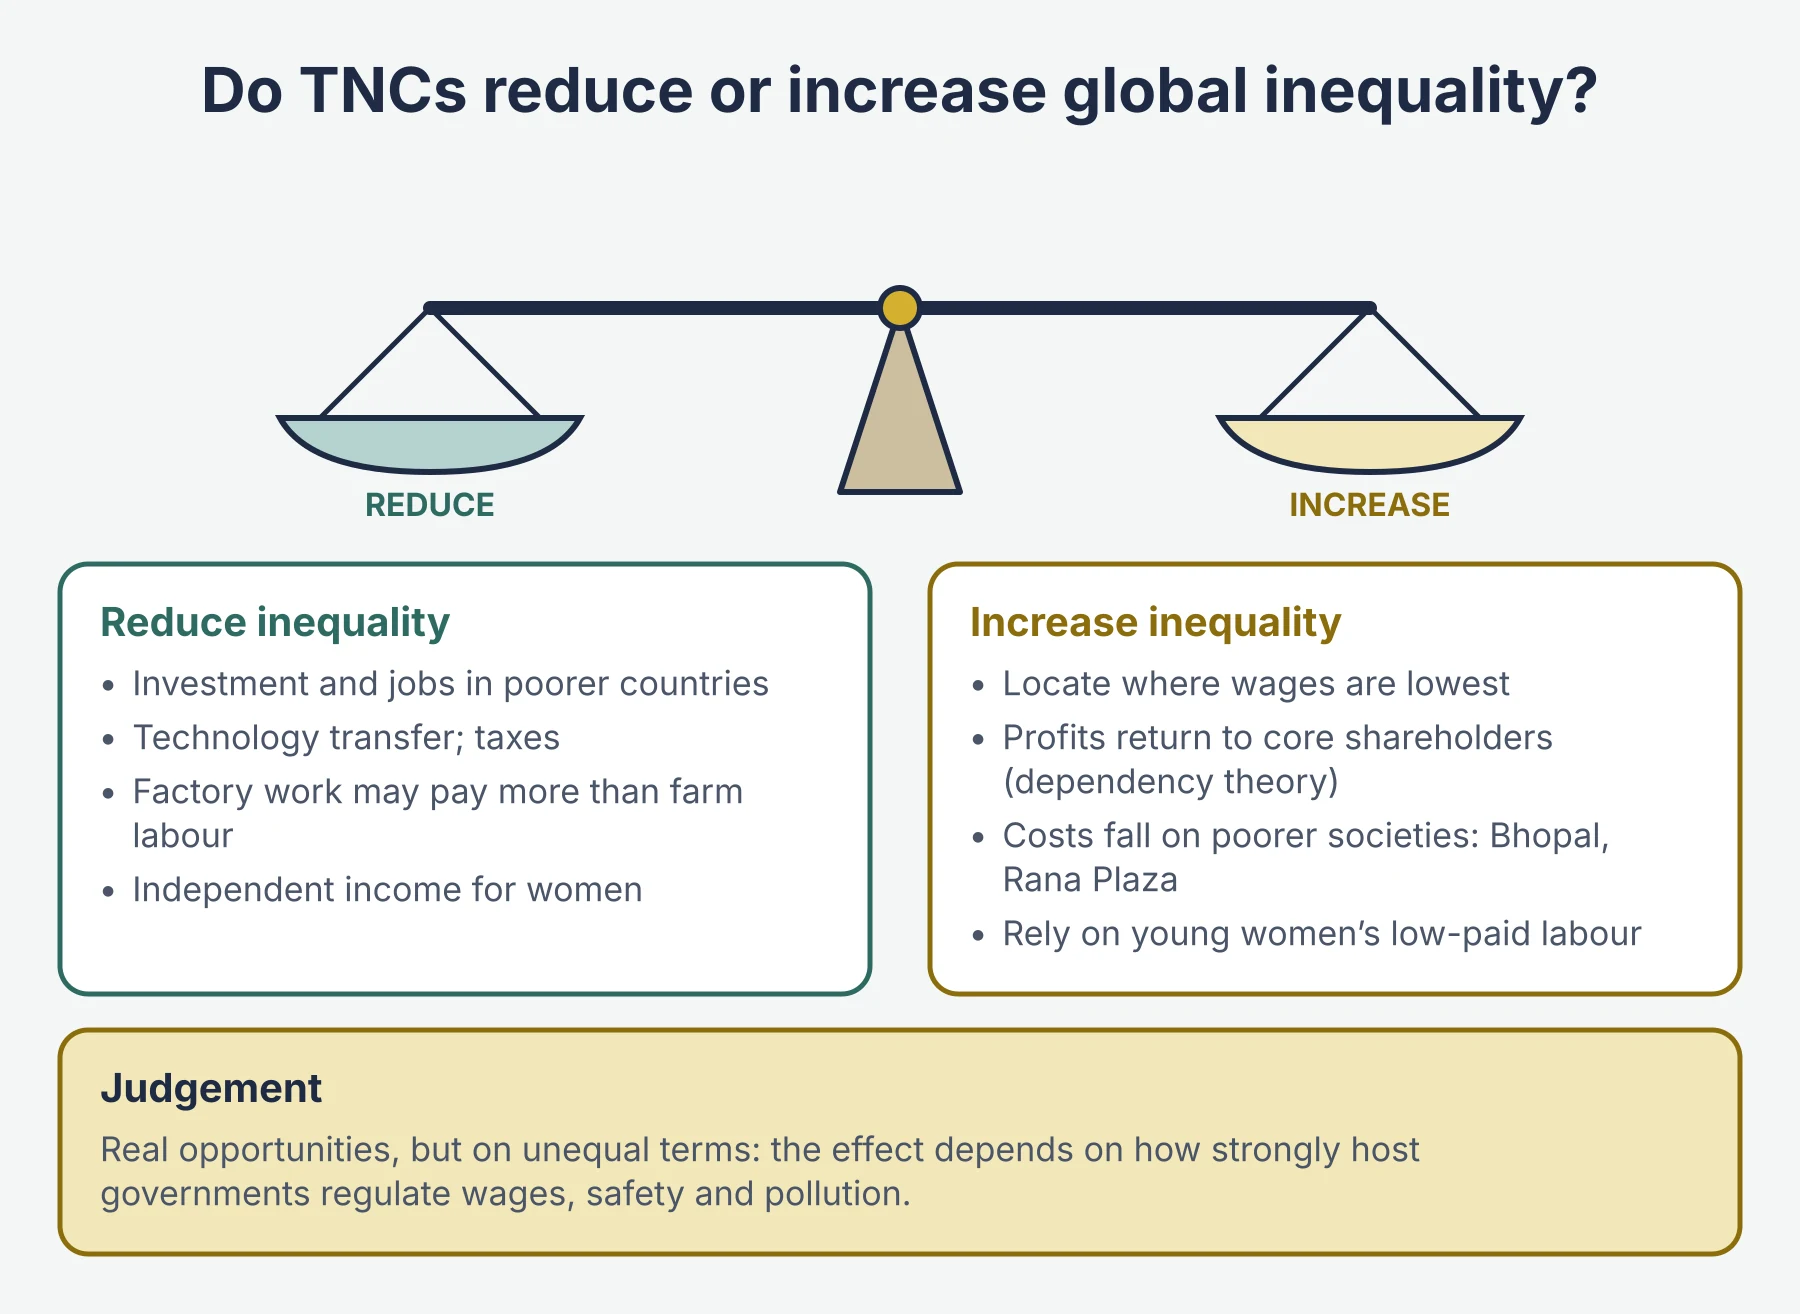 Do TNCs reduce or increase global inequality?
REDUCE
INCREASE
Reduce inequality
• Investment and jobs in poorer countries
• Technology transfer; taxes
• Factory work may pay more than farm
labour
• Independent income for women
Increase inequality
• Locate where wages are lowest
• Profits return to core shareholders
(dependency theory)
• Costs fall on poorer societies: Bhopal,
Rana Plaza
• Rely on young women’s low-paid labour
Judgement
Real opportunities, but on unequal terms: the effect depends on how strongly host
governments regulate wages, safety and pollution.